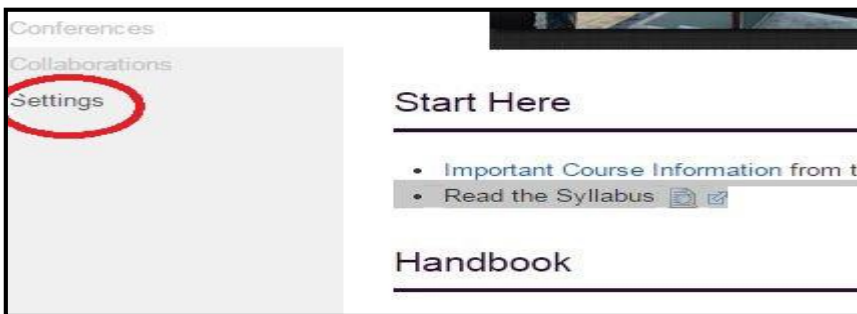 Conferences
Collaborations
Settings
Start Here
• Important Course Information from t
• Read the Syllabus
Handbook